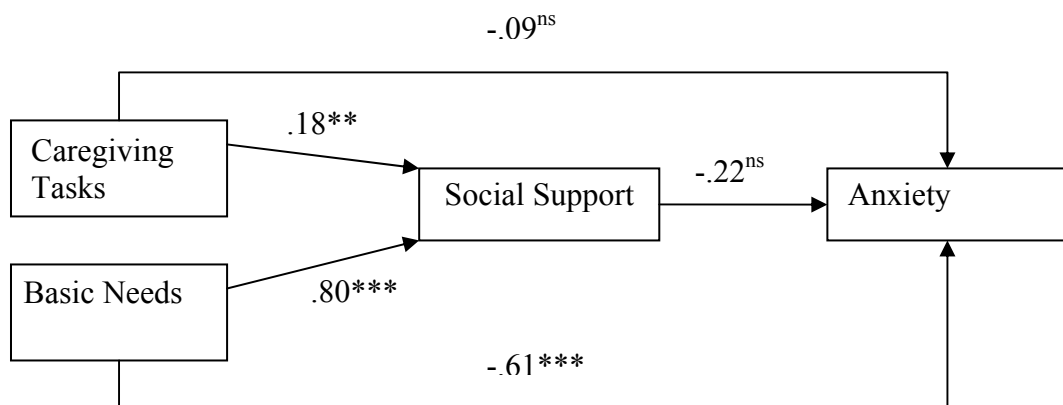 -.09ns
.18**
Caregiving
Tasks
Social Support
-.22ns
Anxiety
Basic Needs
.80***
-.61***